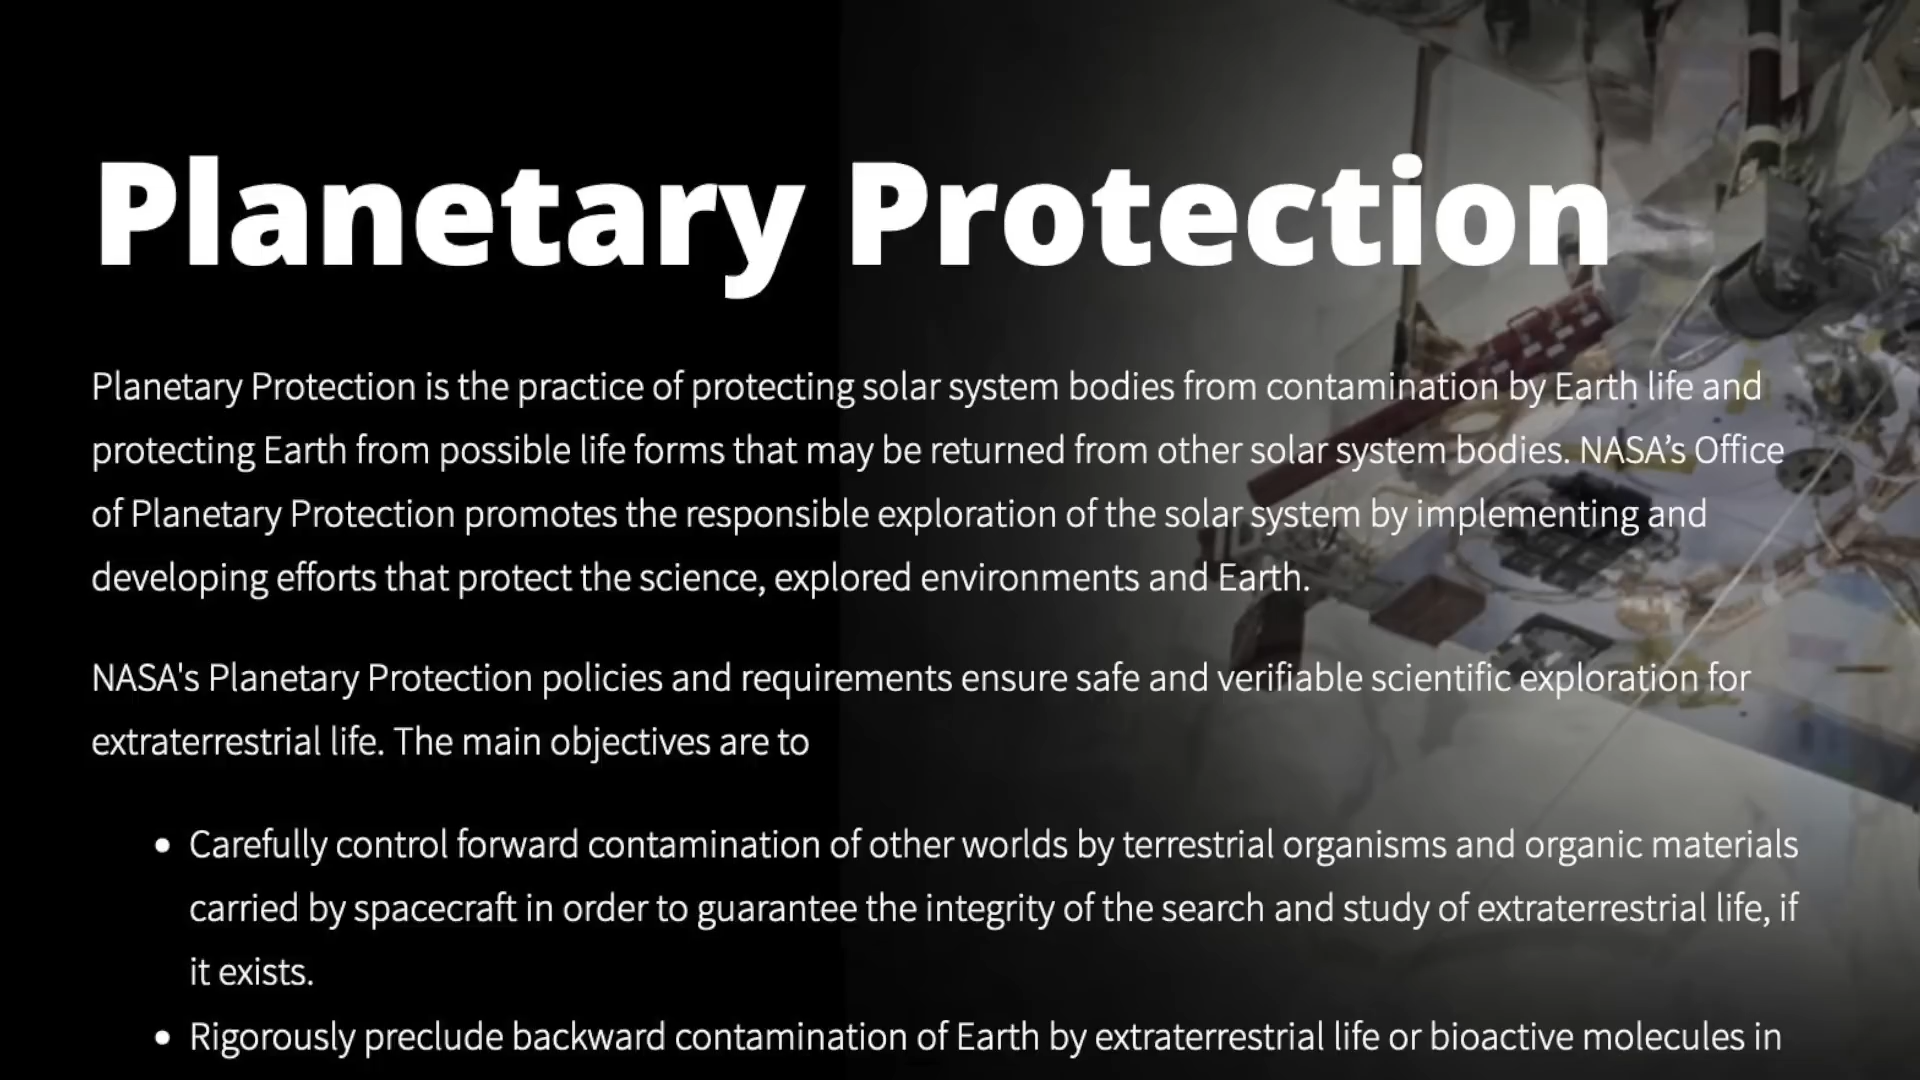 Planetary Protection
Planetary Protection is the practice of protecting solar system bodies from contamination by Earth life and
protecting Earth from possible life forms that may be returned from other solar system bodies. NASA’s Office
of Planetary Protection promotes the responsible exploration of the solar system by implementing and
developing efforts that protect the science, explored environments and Earth.
NASA's Planetary Protection policies and requirements ensure safe and verifiable scientific exploration for
extraterrestrial life. The main objectives are to
• Carefully control forward contamination of other worlds by terrestrial organisms and organic materials
carried by spacecraft in order to guarantee the integrity of the search and study of extraterrestrial life, if
it exists.
• Rigorously preclude backward contamination of Earth by extraterrestrial life or bioactive molecules in